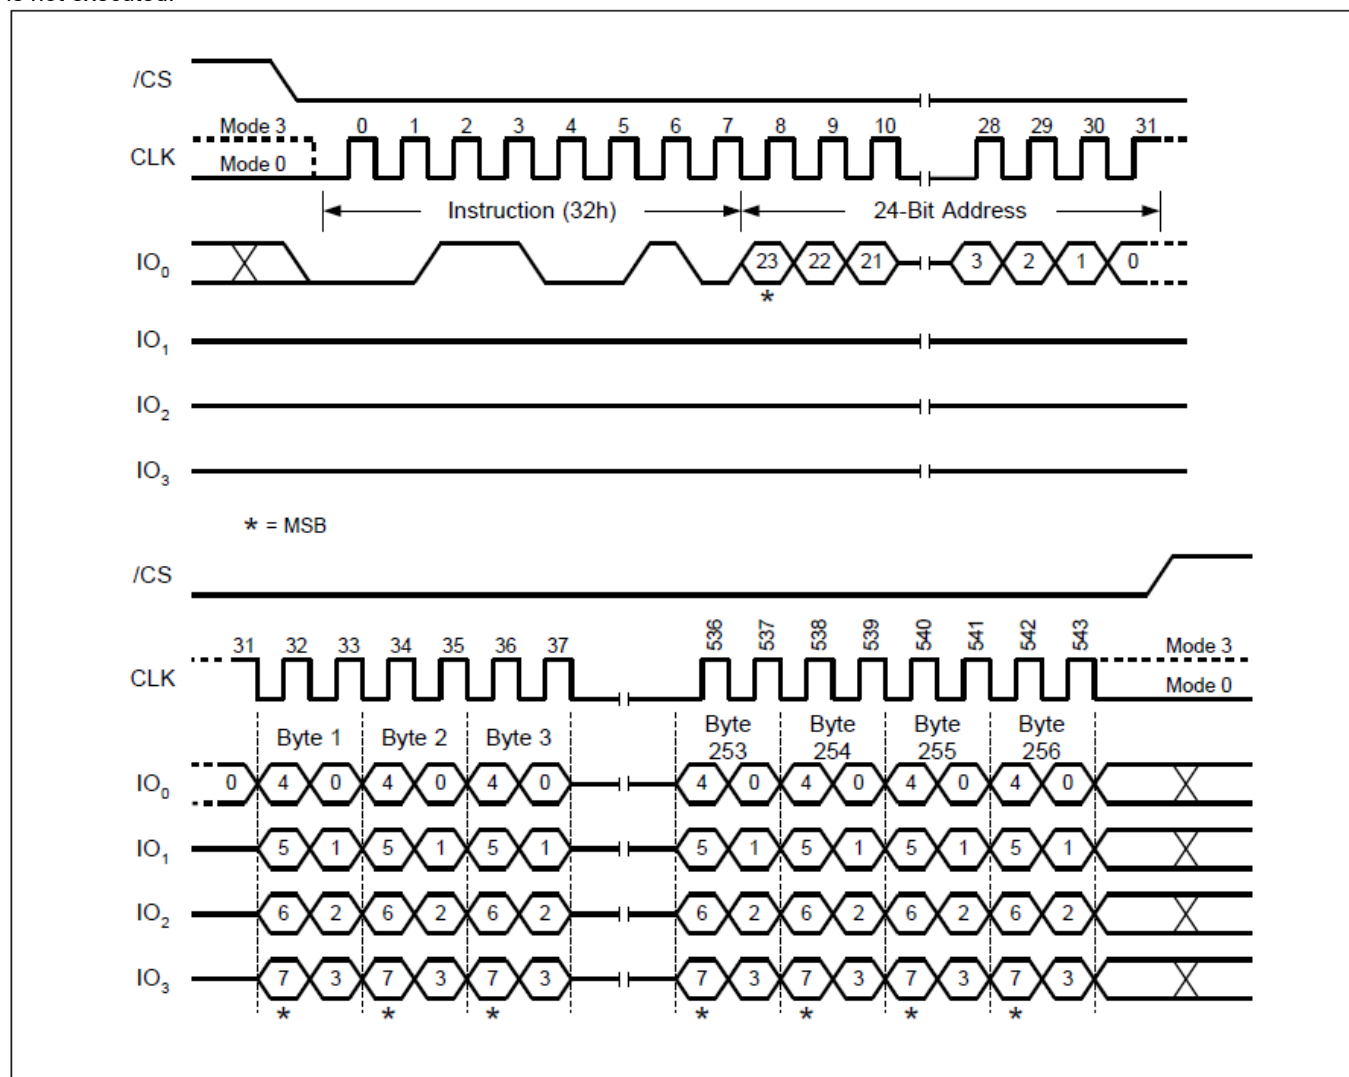 is not executed.
/CS
Mode 3 0 1 2 3 4 5 6 7 8 9 10 28 29 30 31
CLK
Mode 0
Instruction (32h) 24-Bit Address
IO0 23 22 21 3 2 1 0
*
IO1
IO2
IO3
* = MSB
/CS
31 32 33 34 35 36 37 536 537 538 539 540 541 542 543 Mode 3
CLK
Mode 0
Byte 1 Byte 2 Byte 3 Byte 253 Byte 254 Byte 255 Byte 256
IO0 0 4 0 4 0 4 0 4 0 4 0 4 0 4 0
IO1 5 1 5 1 5 1 5 1 5 1 5 1 5 1
IO2 6 2 6 2 6 2 6 2 6 2 6 2 6 2
IO3 7 3 7 3 7 3 7 3 7 3 7 3 7 3
* * * * * * *